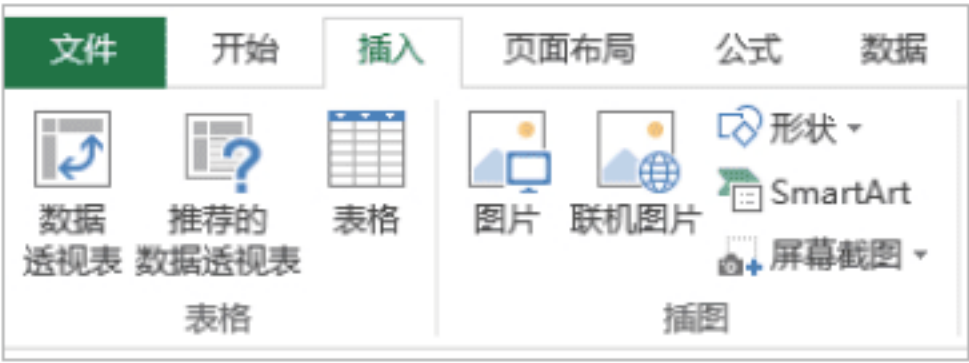 文件 开始 插入 页面布局 公式 数据
数据
透视表
推荐的
数据透视表
表格
表格
图片
联机图片
形状
SmartArt
屏幕截图
插图